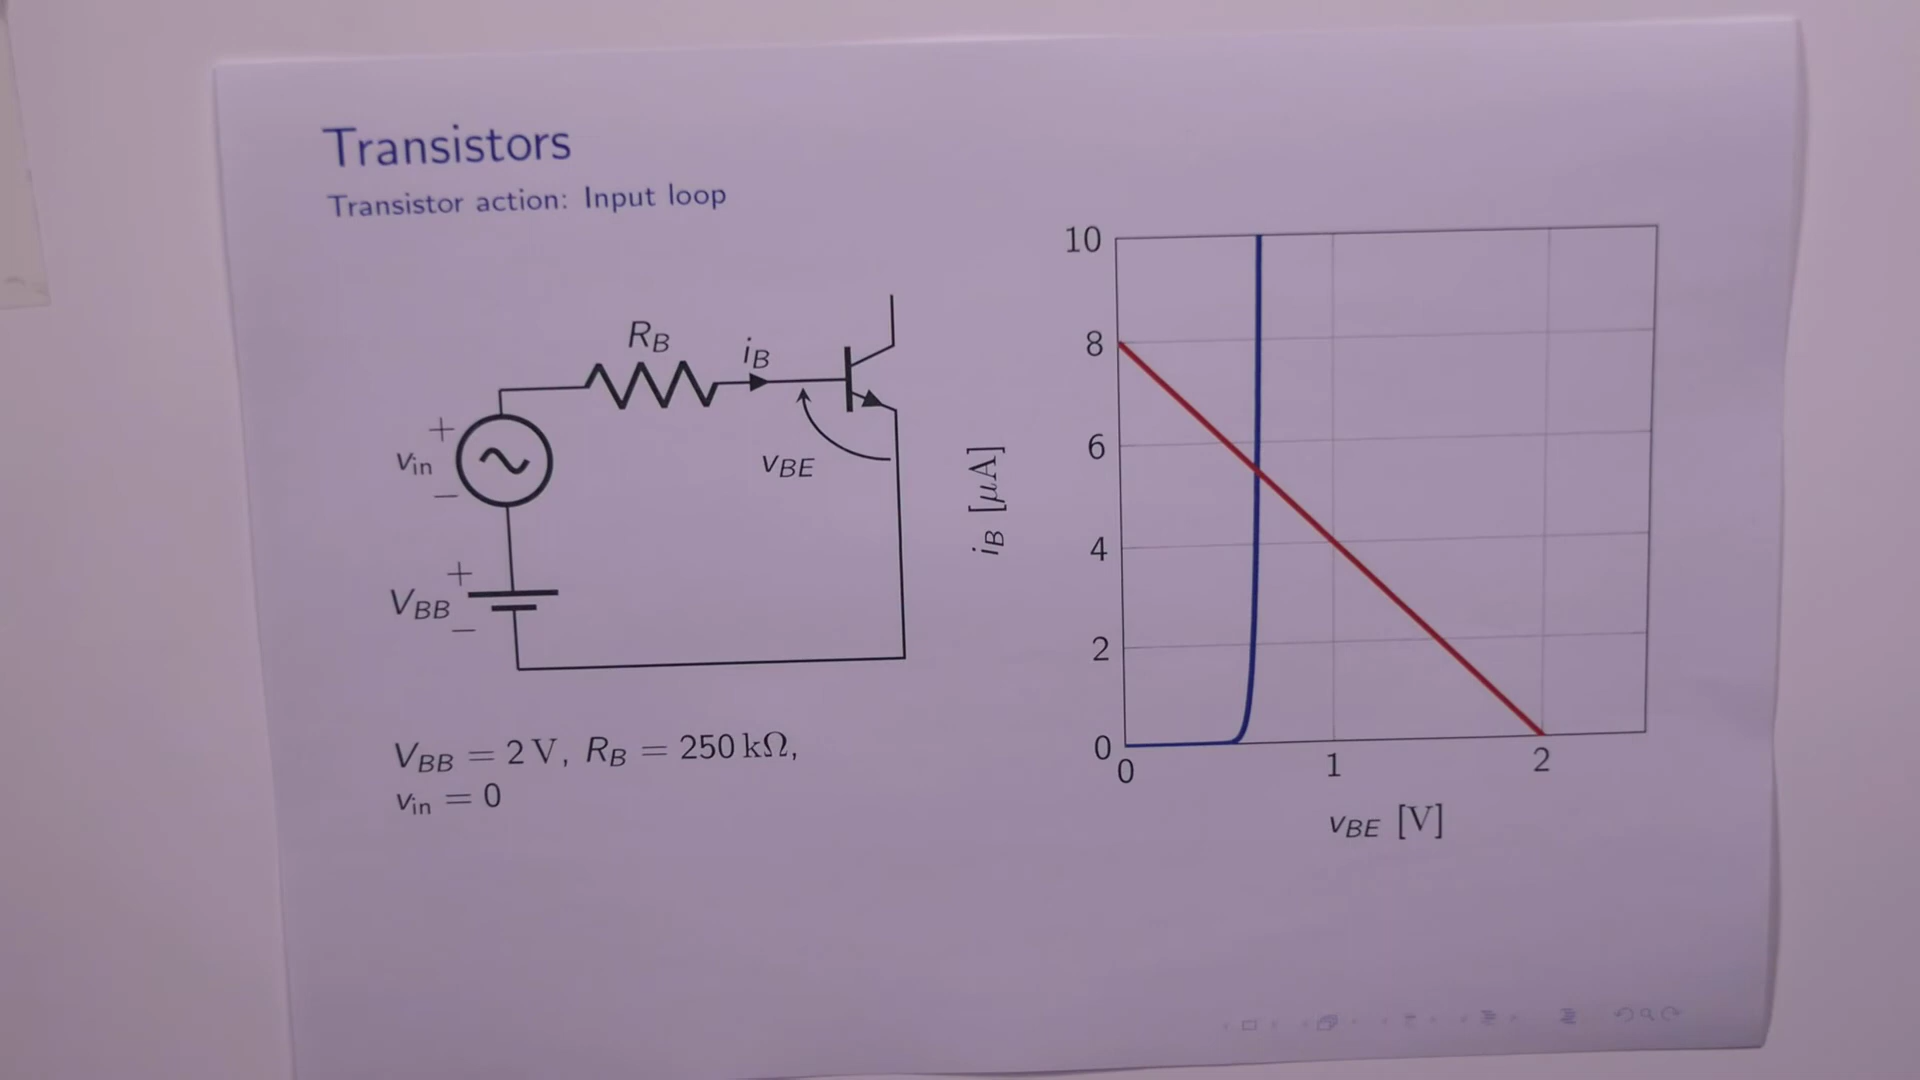 Transistors
Transistor action: Input loop
R_B
i_B
+
v_in
−
v_BE
+
V_BB
−
V_BB = 2 V, R_B = 250 kΩ,
v_in = 0
10
8
6
4
2
0
i_B [μA]
0 1 2
v_BE [V]